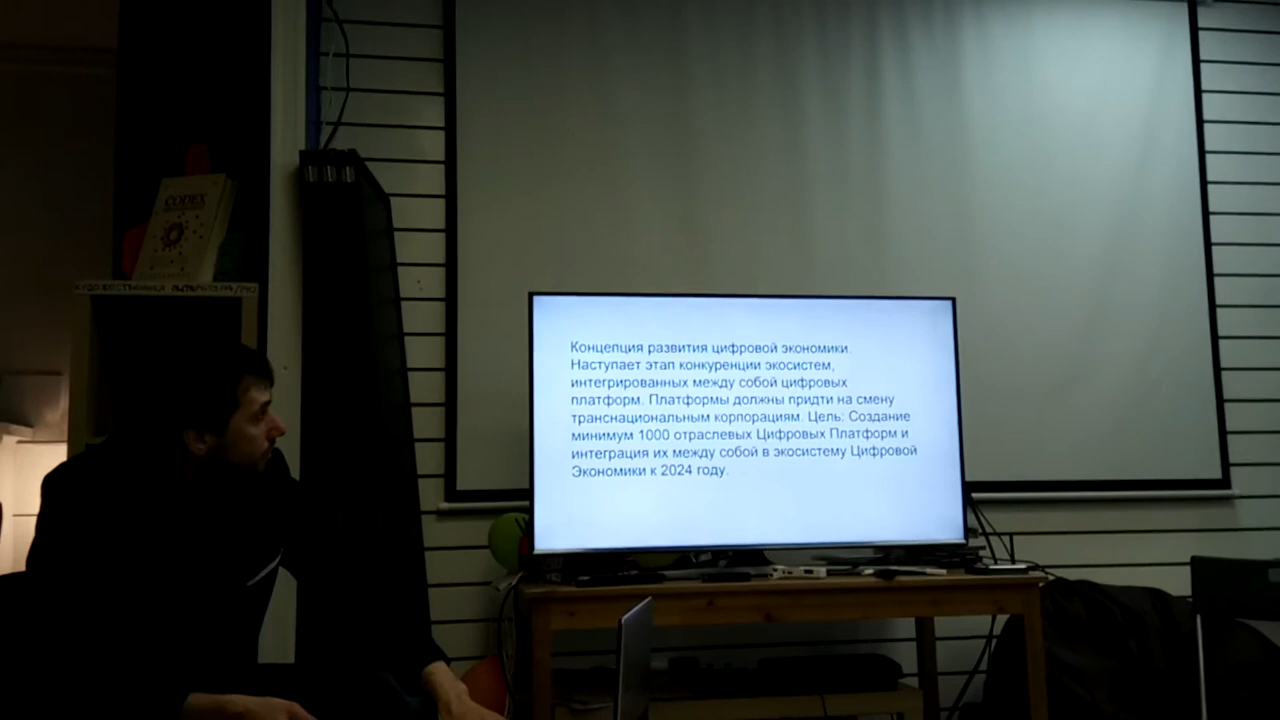 CODEX
Концепция развития цифровой экономики.
Наступает этап конкуренции экосистем,
интегрированных между собой цифровых
платформ. Платформы должны придти на смену
транснациональным корпорациям. Цель: Создание
минимум 1000 отраслевых Цифровых Платформ и
интеграция их между собой в экосистему Цифровой
Экономики к 2024 году.